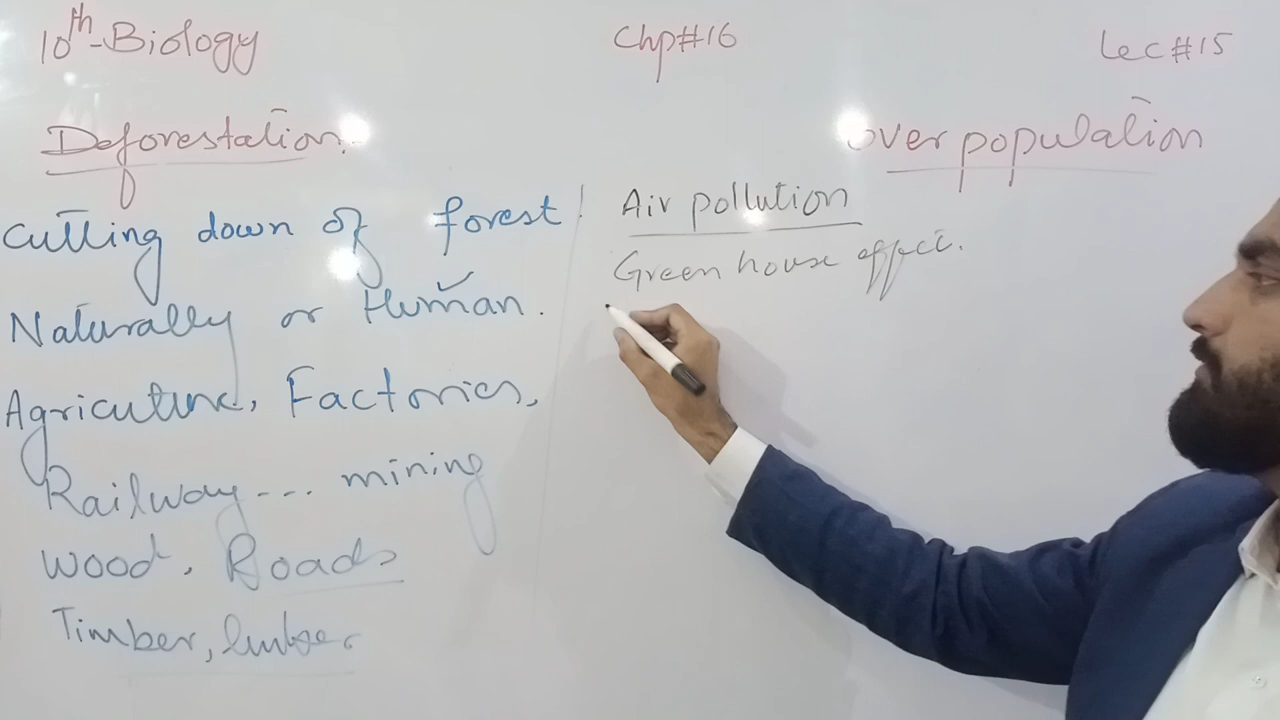 10th-Biology
Chp#16
Lec#15
Deforestation.
over population
Cutting down of forest
Naturally or Human.
Agricuture, Factories,
Railway... mining
wood, Roads
Timber, lumber
Air pollution
Green house effect.